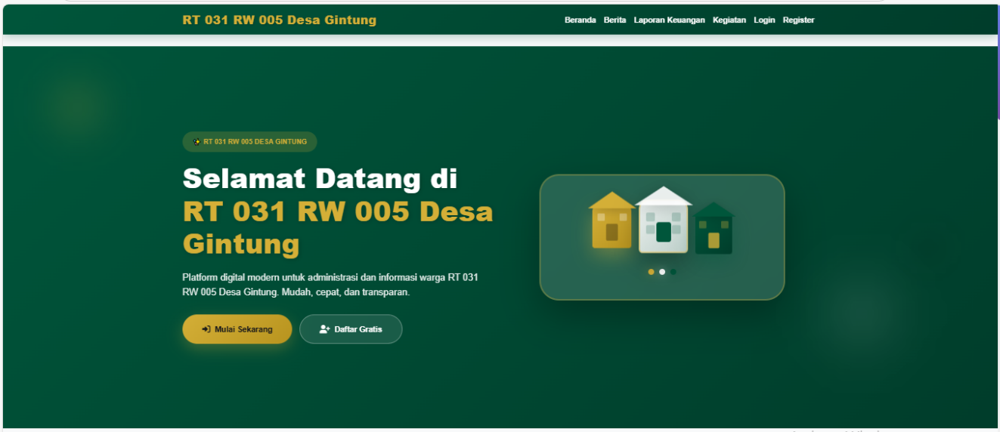 RT 031 RW 005 Desa Gintung
Beranda Berita Laporan Keuangan Kegiatan Login Register
RT 031 RW 005 DESA GINTUNG
Selamat Datang di
RT 031 RW 005 Desa
Gintung
Platform digital modern untuk administrasi dan informasi warga RT 031
RW 005 Desa Gintung. Mudah, cepat, dan transparan.
Mulai Sekarang
Daftar Gratis